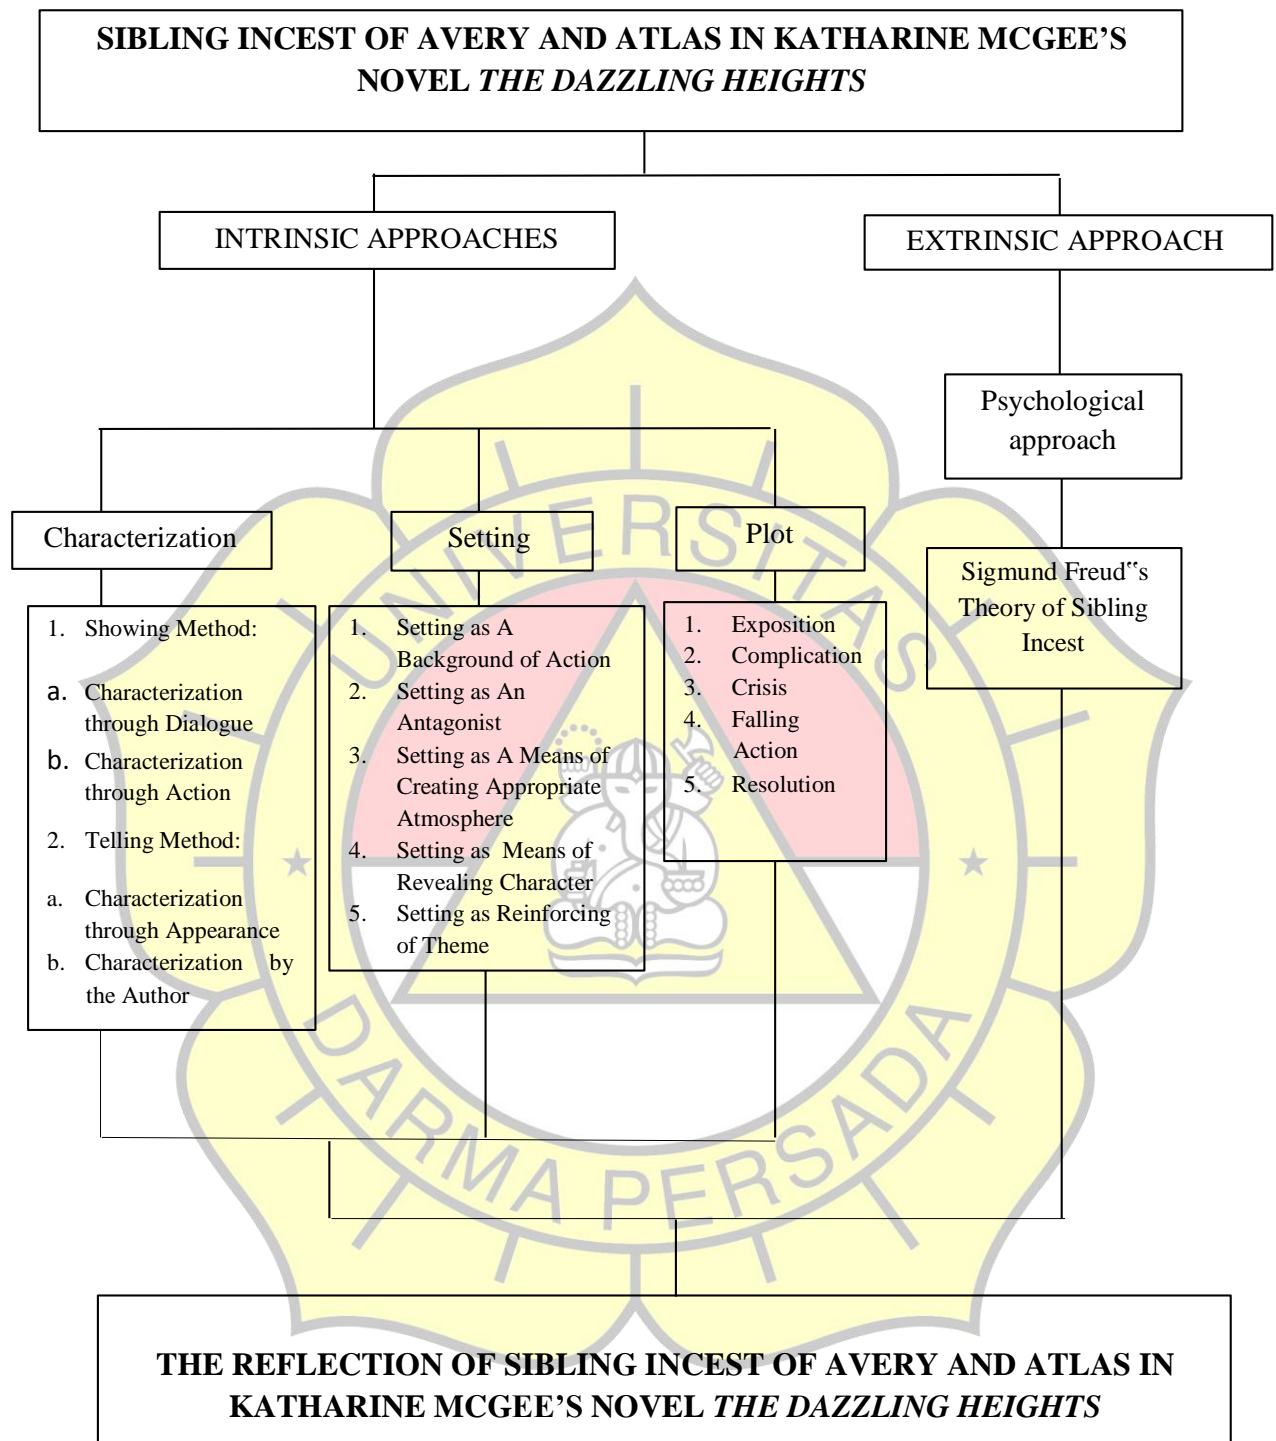 SIBLING INCEST OF AVERY AND ATLAS IN KATHARINE MCGEE’S
NOVEL THE DAZZLING HEIGHTS
INTRINSIC APPROACHES
EXTRINSIC APPROACH
Psychological
approach
Characterization
Setting
Plot
Sigmund Freud‟s
Theory of Sibling
Incest
1. Showing Method:
a. Characterization
through Dialogue
b. Characterization
through Action
2. Telling Method:
a. Characterization
through Appearance
b. Characterization by
the Author
1. Setting as A
Background of Action
2. Setting as An
Antagonist
3. Setting as A Means of
Creating Appropriate
Atmosphere
4. Setting as Means of
Revealing Character
5. Setting as Reinforcing
of Theme
1. Exposition
2. Complication
3. Crisis
4. Falling
Action
5. Resolution
UNIVERSITAS
DARMA PERSADA
THE REFLECTION OF SIBLING INCEST OF AVERY AND ATLAS IN
KATHARINE MCGEE’S NOVEL THE DAZZLING HEIGHTS